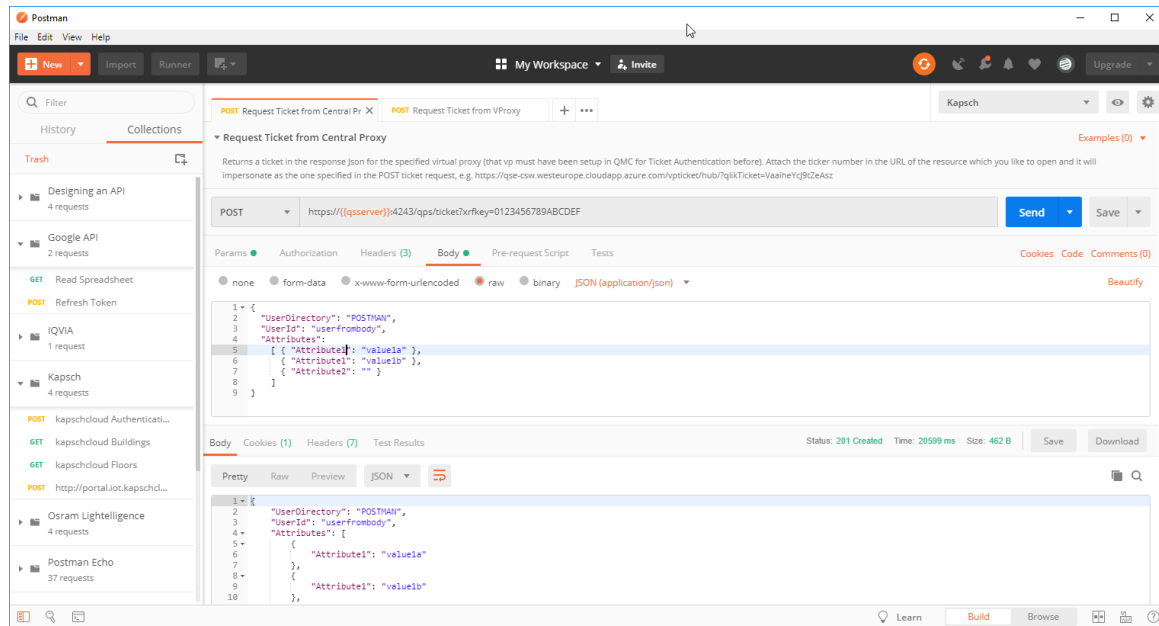 Postman
File Edit View Help
New Import Runner My Workspace Invite Upgrade
Filter
History Collections
Trash
Designing an API
4 requests
Google API
2 requests
GET Read Spreadsheet
POST Refresh Token
IQVIA
1 request
Kapsch
4 requests
POST kapschcloud Authenticati...
GET kapschcloud Buildings
GET kapschcloud Floors
POST http://portal.iot.kapschcl...
Osram Lightelligence
4 requests
Postman Echo
37 requests
POST Request Ticket from Central Pr POST Request Ticket from VProxy Kapsch
Request Ticket from Central Proxy Examples (0)
Returns a ticket in the response Json for the specified virtual proxy (that vp must have been setup in QMC for Ticket Authentication before). Attach the ticker number in the URL of the resource which you like to open and it will
impersonate as the one specified in the POST ticket request, e.g. https://qse-csw.westeurope.cloudapp.azure.com/vpticket/hub/?qlikTicket=VaaiheYcJ9tZeAsz
POST https://{{qsserver}}:4243/qps/ticket?xrfkey=0123456789ABCDEF Send Save
Params Authorization Headers (3) Body Pre-request Script Tests Cookies Code Comments (0)
none form-data x-www-form-urlencoded raw binary JSON (application/json) Beautify
1 {
2 "UserDirectory": "POSTMAN",
3 "UserId": "userfrombody",
4 "Attributes":
5 [ { "Attribute1": "value1a" },
6 { "Attribute1": "value1b" },
7 { "Attribute2": "" }
8 ]
9 }
Body Cookies (1) Headers (7) Test Results Status: 201 Created Time: 20599 ms Size: 462 B Save Download
Pretty Raw Preview JSON
1 {
2 "UserDirectory": "POSTMAN",
3 "UserId": "userfrombody",
4 "Attributes": [
5 {
6 "Attribute1": "value1a"
7 },
8 {
9 "Attribute1": "value1b"
10 },
Learn Build Browse